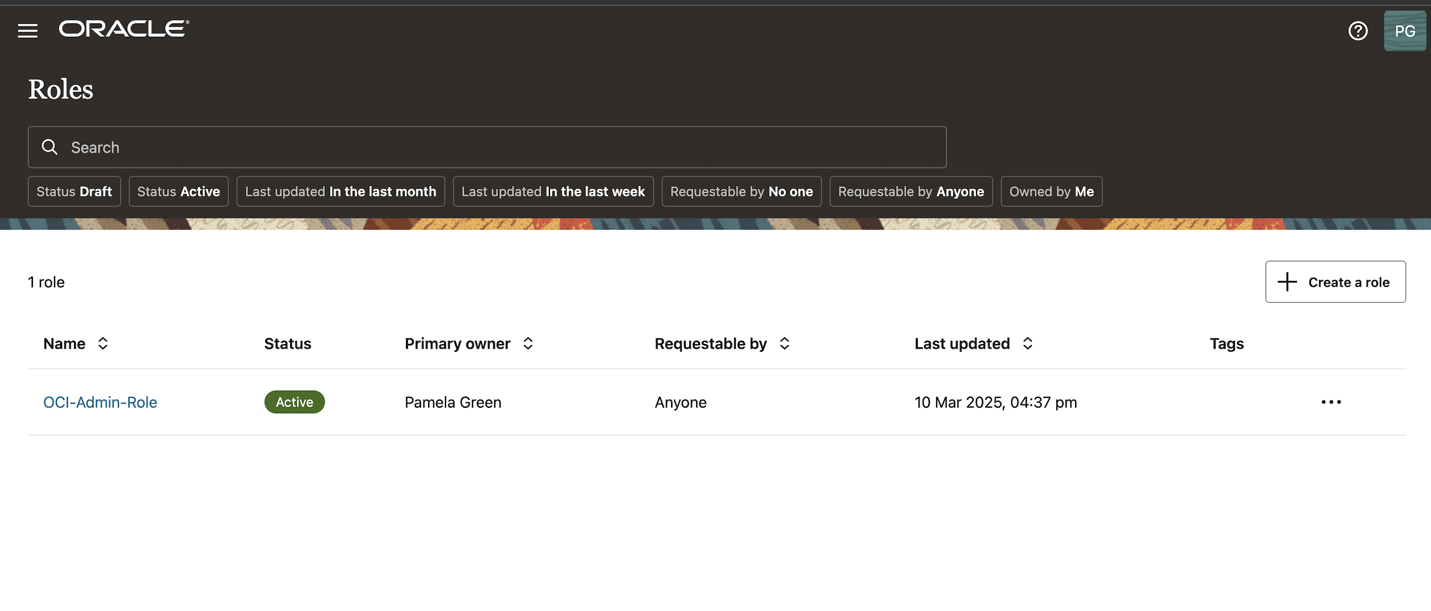 ORACLE®
PG
Roles
Search
Status Draft Status Active Last updated In the last month Last updated In the last week Requestable by No one Requestable by Anyone Owned by Me
1 role
Create a role
Name Status Primary owner Requestable by Last updated Tags
OCI-Admin-Role Active Pamela Green Anyone 10 Mar 2025, 04:37 pm